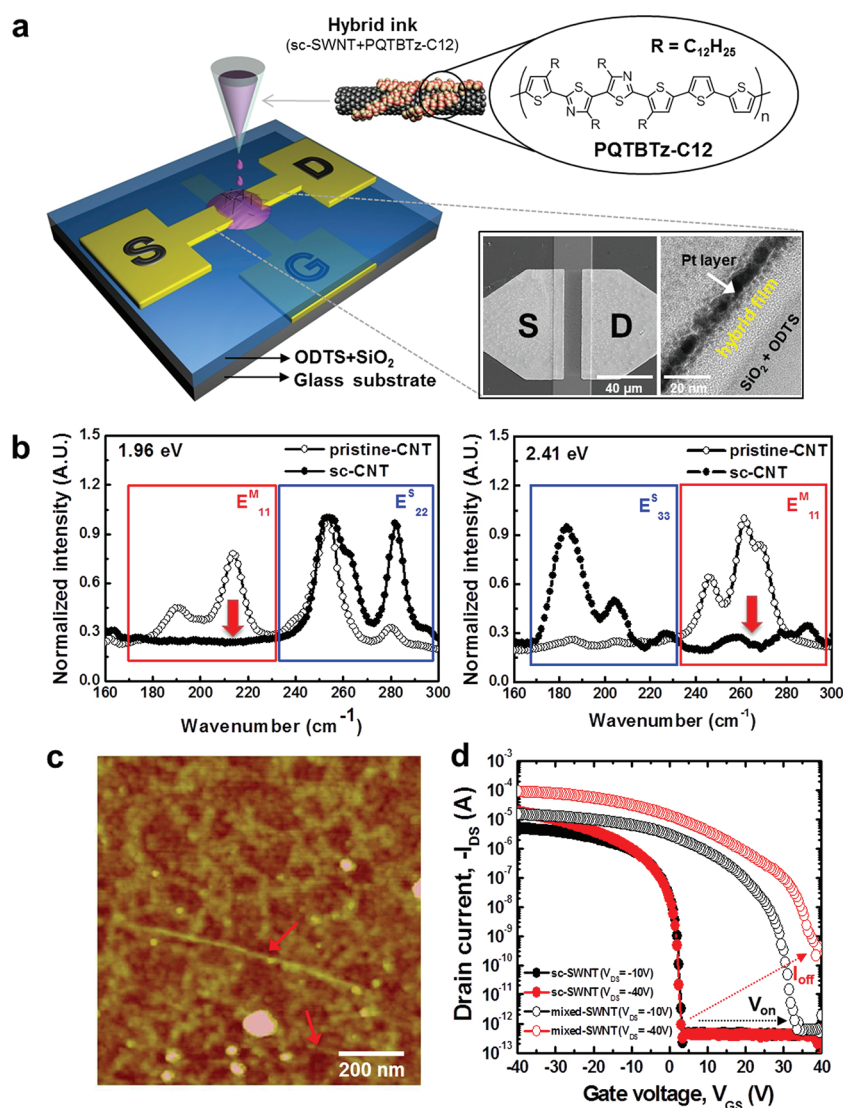 a
Hybrid ink
(sc-SWNT+PQTBTz-C12)
R = C12H25
R
R
N
S
S
S
S
S
S
N
R
R
n
PQTBTz-C12
D
S
G
ODTS+SiO2
Glass substrate
S
D
40 μm
Pt layer
hybrid film
SiO2 + ODTS
20 nm
b
1.96 eV
pristine-CNT
sc-CNT
E^M_11
E^S_22
Normalized intensity (A.U.)
1.5
1.2
0.9
0.6
0.3
0.0
160 180 200 220 240 260 280 300
Wavenumber (cm-1)
2.41 eV
pristine-CNT
sc-CNT
E^S_33
E^M_11
Normalized intensity (A.U.)
1.5
1.2
0.9
0.6
0.3
0.0
160 180 200 220 240 260 280 300
Wavenumber (cm-1)
c
200 nm
d
Drain current, -IDS (A)
10-3
10-4
10-5
10-6
10-7
10-8
10-9
10-10
10-11
10-12
10-13
sc-SWNT(VDS= -10V)
sc-SWNT(VDS= -40V)
mixed-SWNT(VDS= -10V)
mixed-SWNT(VDS= -40V)
Ioff
Von
-40 -30 -20 -10 0 10 20 30 40
Gate voltage, VGS (V)